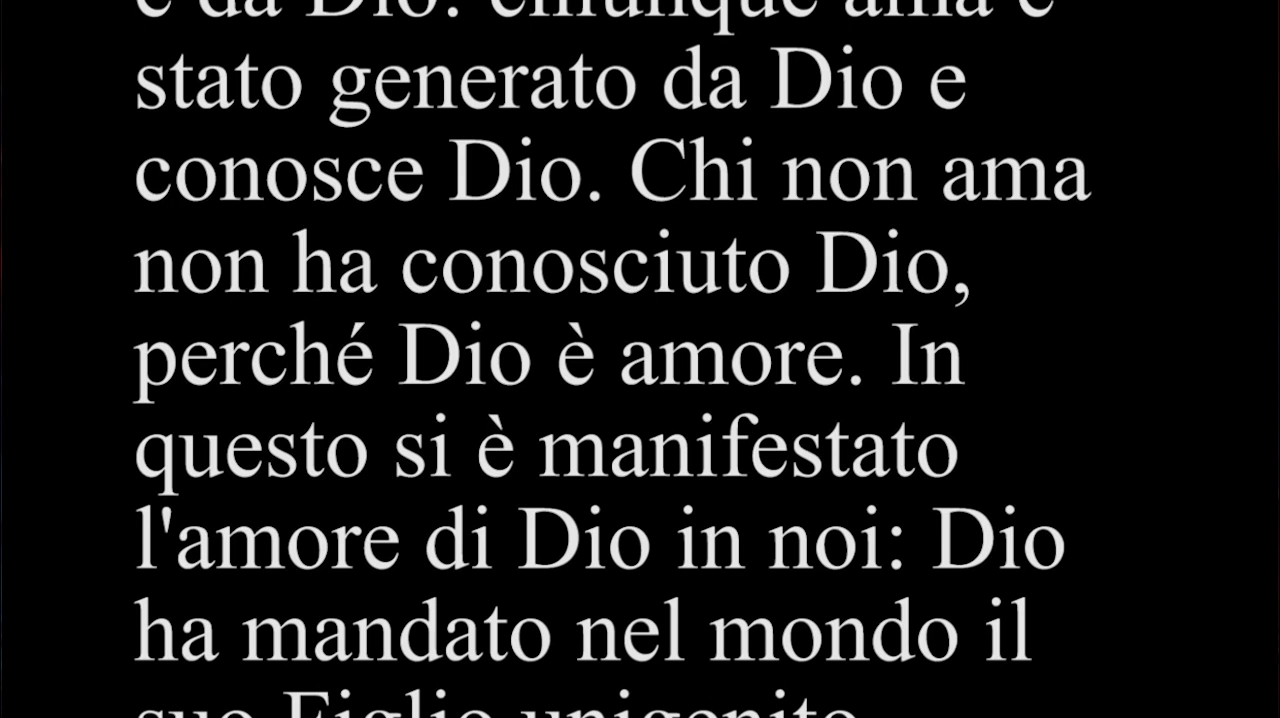 è da Dio: chiunque ama è
stato generato da Dio e
conosce Dio. Chi non ama
non ha conosciuto Dio,
perché Dio è amore. In
questo si è manifestato
l'amore di Dio in noi: Dio
ha mandato nel mondo il
suo Figlio unigenito